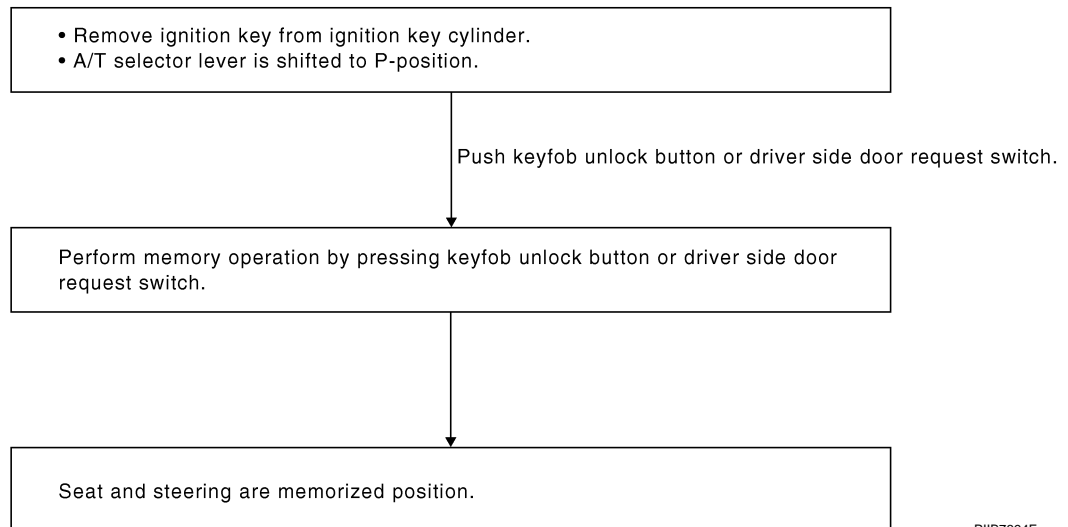 • Remove ignition key from ignition key cylinder.
• A/T selector lever is shifted to P-position.
Push keyfob unlock button or driver side door request switch.
Perform memory operation by pressing keyfob unlock button or driver side door
request switch.
Seat and steering are memorized position.